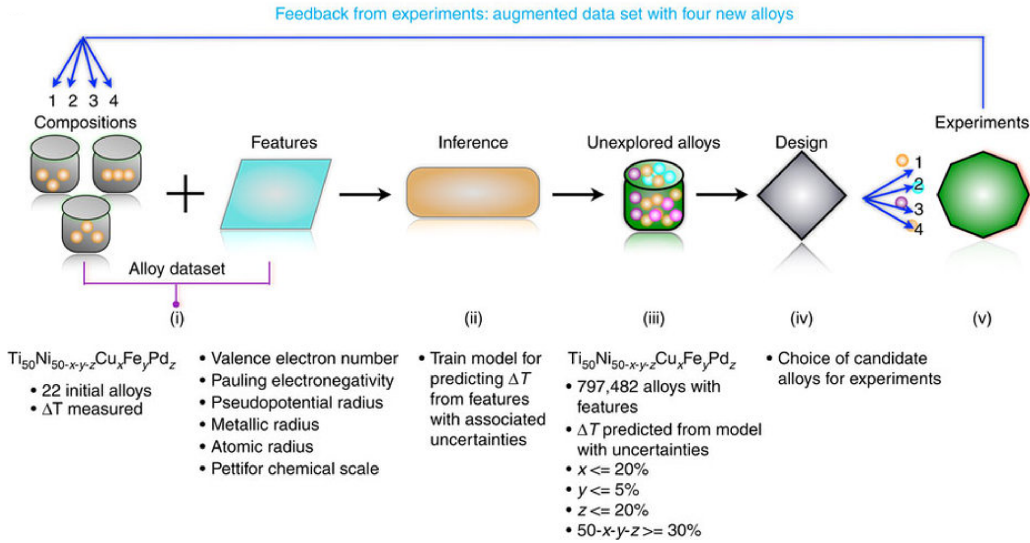 Feedback from experiments: augmented data set with four new alloys
1 2 3 4
Compositions
Features
Inference
Unexplored alloys
Design
Experiments
1
2
3
4
Alloy dataset
(i)
(ii)
(iii)
(iv)
(v)
Ti50Ni50-x-y-zCuxFeyPdz
• 22 initial alloys
• ΔT measured
• Valence electron number
• Pauling electronegativity
• Pseudopotential radius
• Metallic radius
• Atomic radius
• Pettifor chemical scale
• Train model for
predicting ΔT
from features
with associated
uncertainties
Ti50Ni50-x-y-zCuxFeyPdz
• 797,482 alloys with
features
• ΔT predicted from model
with uncertainties
• x <= 20%
• y <= 5%
• z <= 20%
• 50-x-y-z >= 30%
• Choice of candidate
alloys for experiments